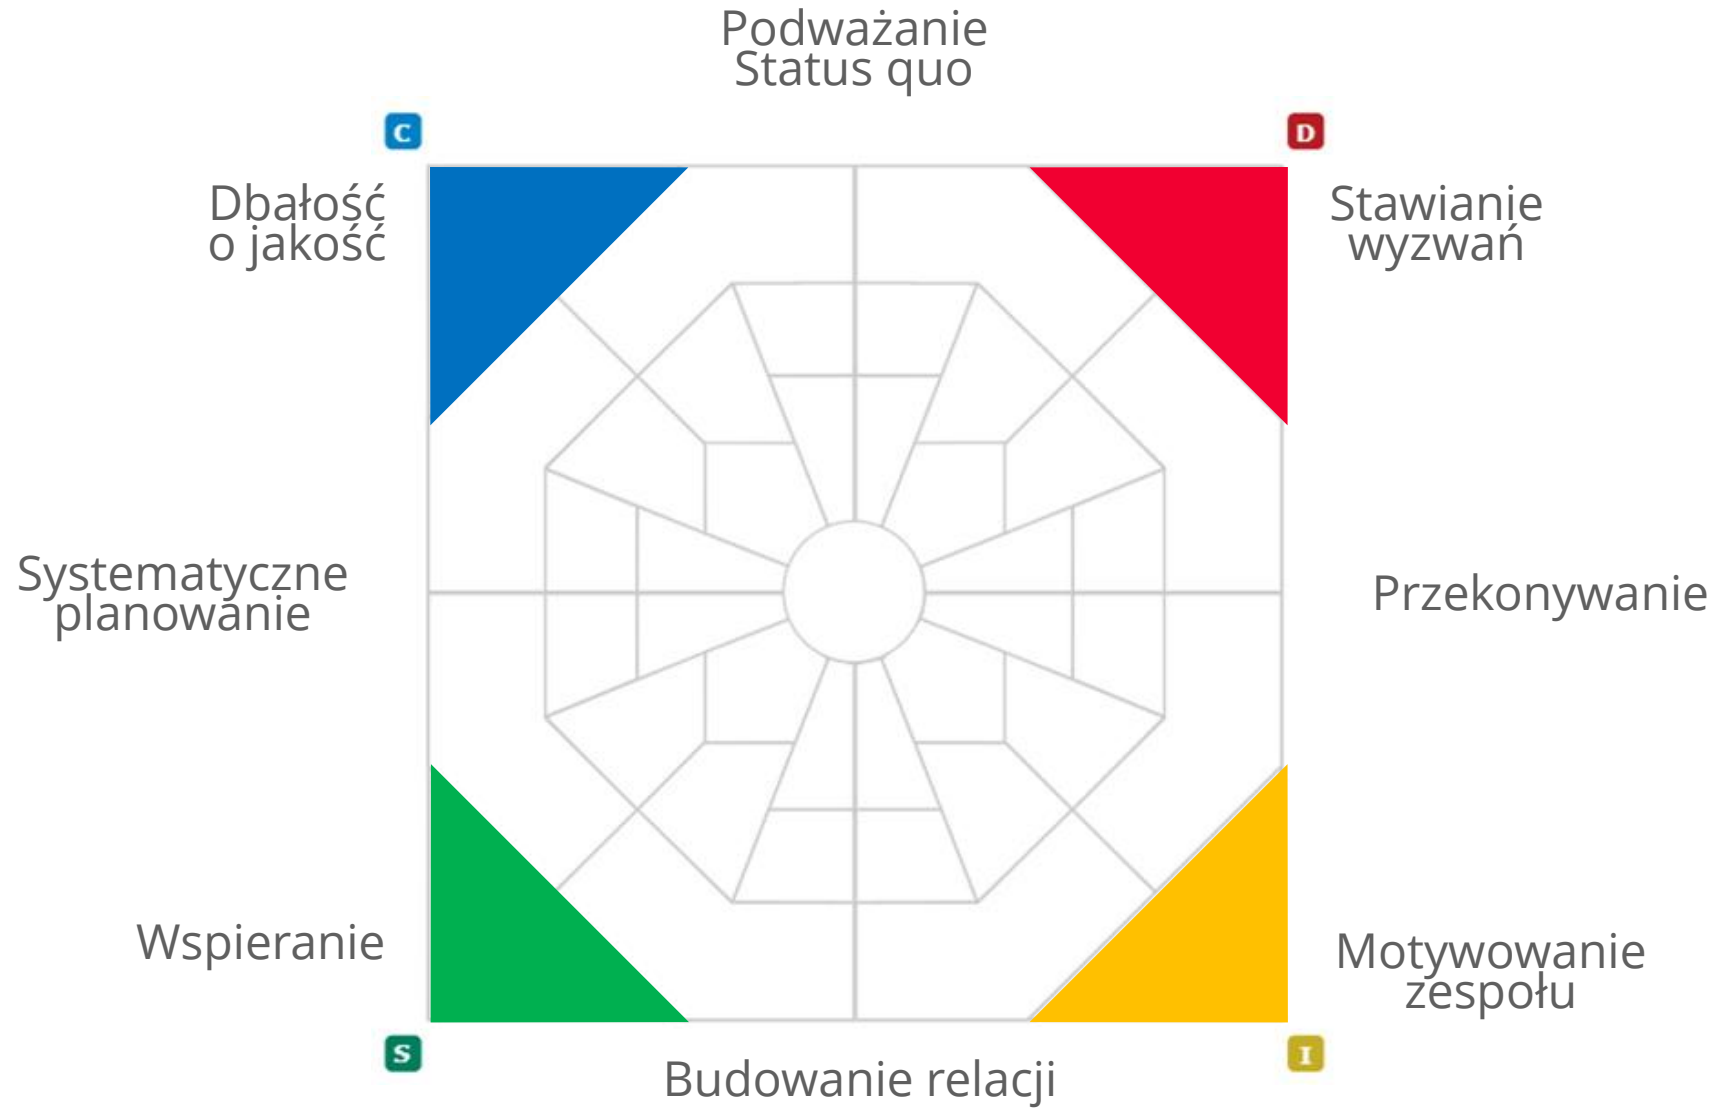 Podważanie
Status quo
C
D
Dbałość
o jakość
Stawianie
wyzwań
Systematyczne
planowanie
Przekonywanie
Wspieranie
Motywowanie
zespołu
S
I
Budowanie relacji